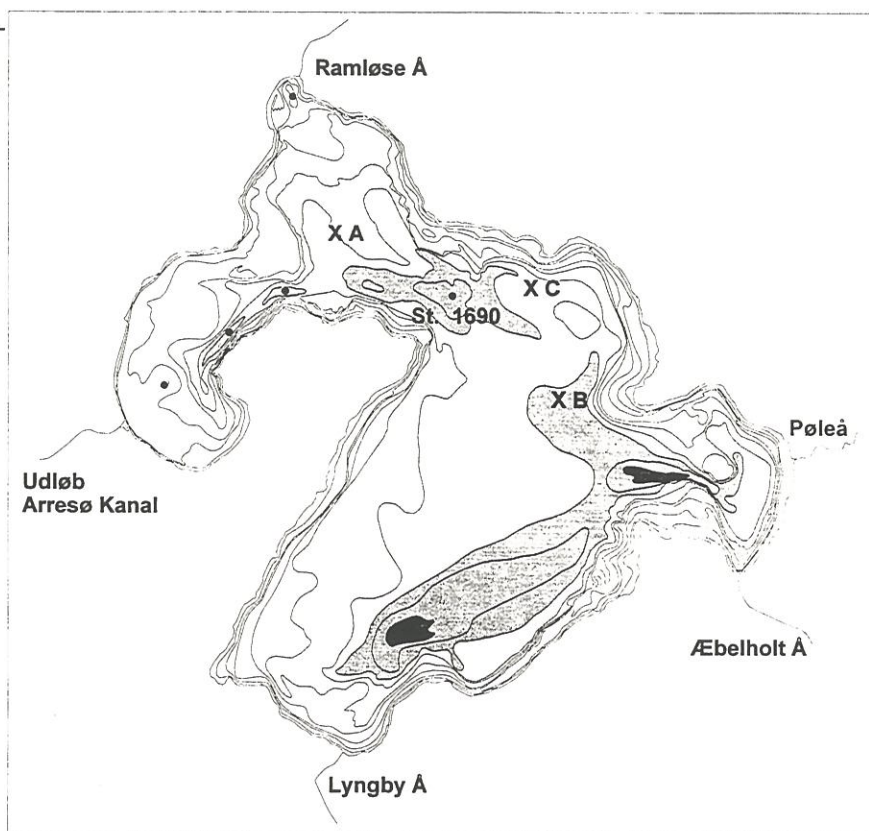 Ramløse Å
X A
X C
St. 1690
X B
Pøleå
Udløb
Arresø Kanal
Æbelholt Å
Lyngby Å